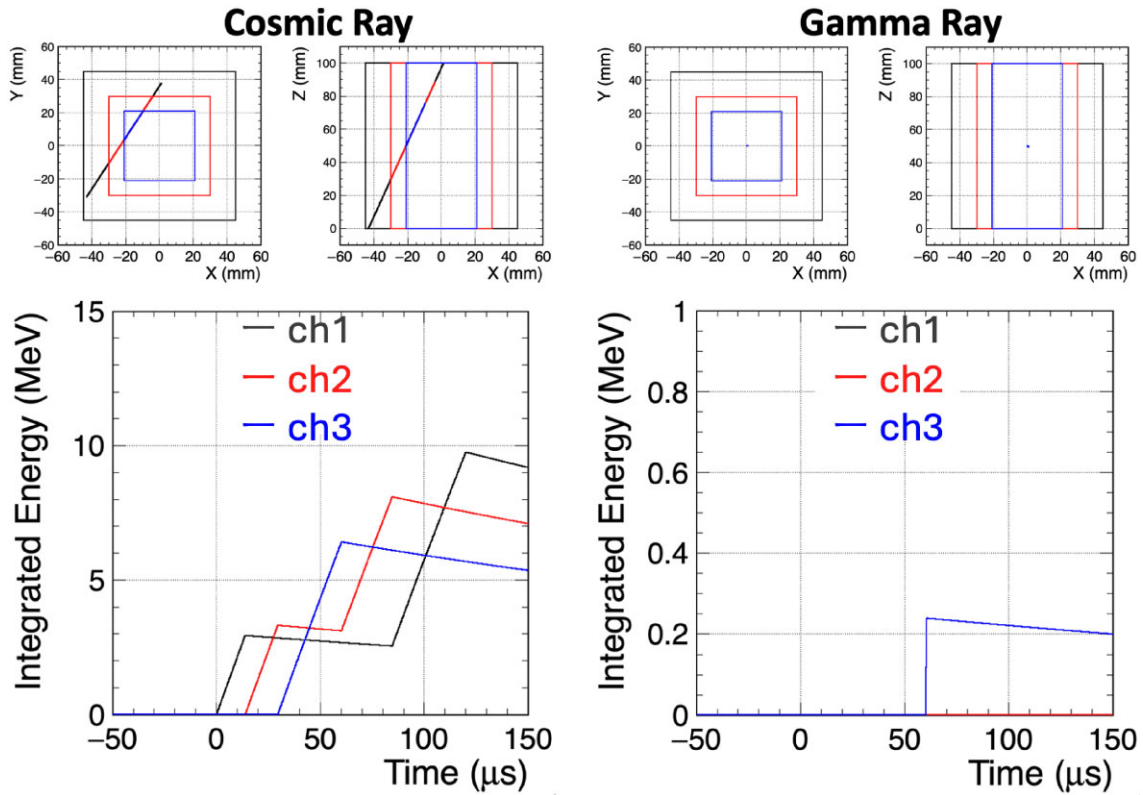 Cosmic Ray
Gamma Ray
Y (mm)
60
40
20
0
−20
−40
−60
−60 −40 −20 0 20 40 60
X (mm)
Z (mm)
120
100
80
60
40
20
0
−60 −40 −20 0 20 40 60
X (mm)
Y (mm)
60
40
20
0
−20
−40
−60
−60 −40 −20 0 20 40 60
X (mm)
Z (mm)
100
80
60
40
20
0
−60 −40 −20 0 20 40 60
X (mm)
Integrated Energy (MeV)
15
10
5
0
ch1
ch2
ch3
−50 0 50 100 150
Time (μs)
Integrated Energy (MeV)
1
0.8
0.6
0.4
0.2
0
ch1
ch2
ch3
−50 0 50 100 150
Time (μs)